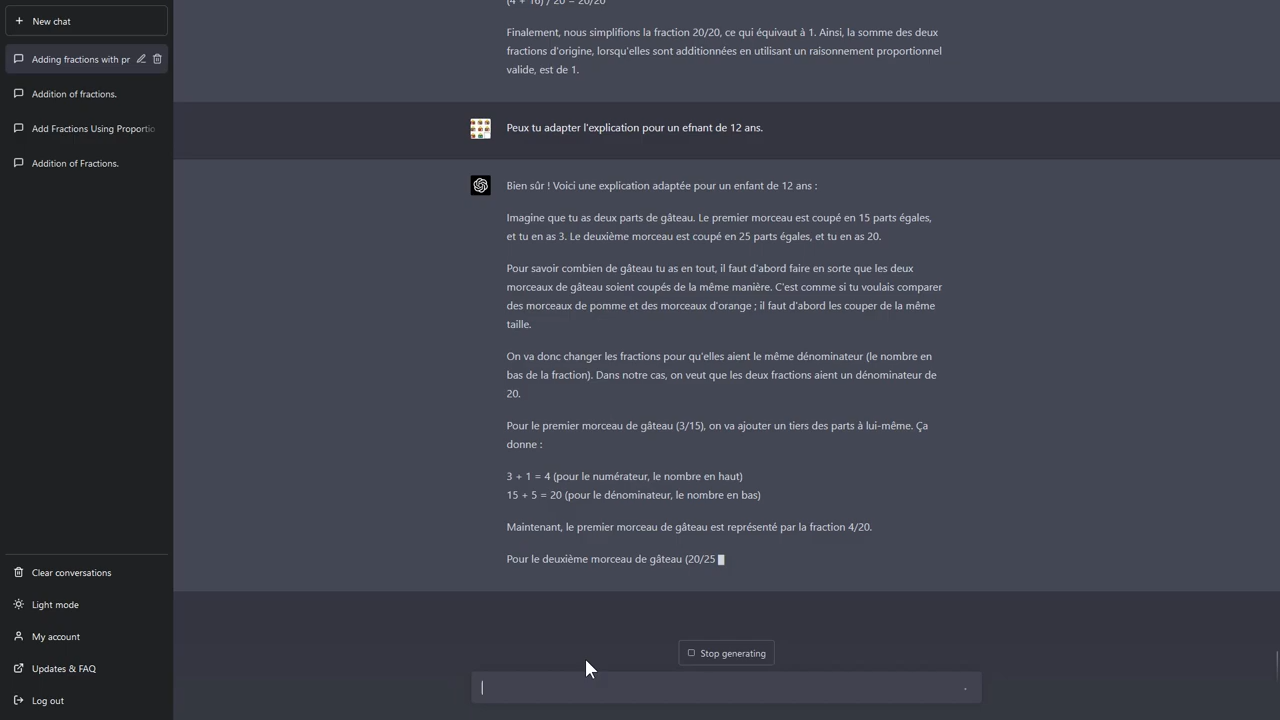 New chat
Adding fractions with pr
Addition of fractions.
Add Fractions Using Proportio
Addition of Fractions.
Clear conversations
Light mode
My account
Updates & FAQ
Log out
(4 + 16) / 20 = 20/20
Finalement, nous simplifions la fraction 20/20, ce qui équivaut à 1. Ainsi, la somme des deux
fractions d'origine, lorsqu'elles sont additionnées en utilisant un raisonnement proportionnel
valide, est de 1.
Peux tu adapter l'explication pour un efnant de 12 ans.
Bien sûr ! Voici une explication adaptée pour un enfant de 12 ans :
Imagine que tu as deux parts de gâteau. Le premier morceau est coupé en 15 parts égales,
et tu en as 3. Le deuxième morceau est coupé en 25 parts égales, et tu en as 20.
Pour savoir combien de gâteau tu as en tout, il faut d'abord faire en sorte que les deux
morceaux de gâteau soient coupés de la même manière. C'est comme si tu voulais comparer
des morceaux de pomme et des morceaux d'orange ; il faut d'abord les couper de la même
taille.
On va donc changer les fractions pour qu'elles aient le même dénominateur (le nombre en
bas de la fraction). Dans notre cas, on veut que les deux fractions aient un dénominateur de
20.
Pour le premier morceau de gâteau (3/15), on va ajouter un tiers des parts à lui-même. Ça
donne :
3 + 1 = 4 (pour le numérateur, le nombre en haut)
15 + 5 = 20 (pour le dénominateur, le nombre en bas)
Maintenant, le premier morceau de gâteau est représenté par la fraction 4/20.
Pour le deuxième morceau de gâteau (20/25
Stop generating